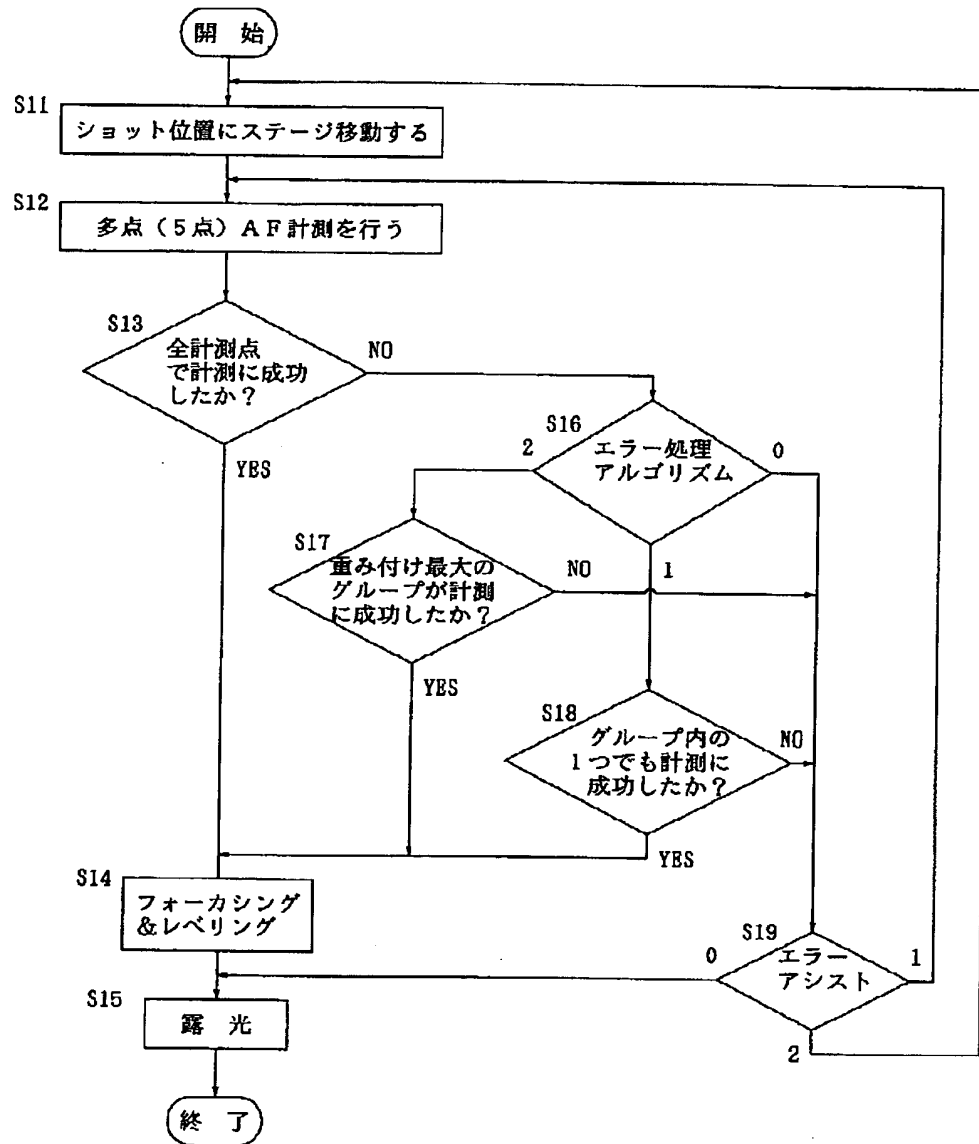 開 始
S11
ショット位置にステージ移動する
S12
多点（5点）AF計測を行う
S13
全計測点
で計測に成功
したか？
NO
YES
S16
エラー処理
アルゴリズム
2
0
1
S17
重み付け最大の
グループが計測
に成功したか？
NO
YES
S18
グループ内の
1つでも計測に
成功したか？
NO
YES
S14
フォーカシング
&レベリング
S19
エラー
アシスト
0
1
2
S15
露 光
終 了